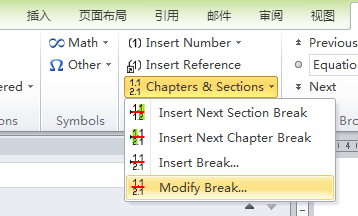 插入 页面布局 引用 邮件 审阅 视图
Math (1) Insert Number Previous
Other (1) Insert Reference Equatio
ered Chapters & Sections Next
Symbols Br
Insert Next Section Break
Insert Next Chapter Break
Insert Break...
Modify Break...